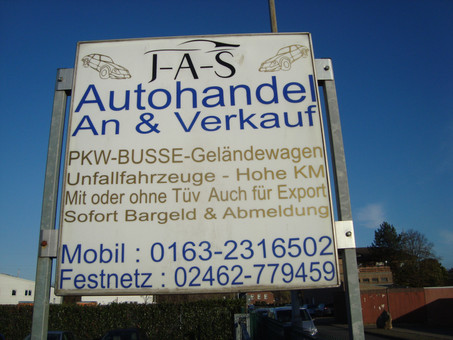 J-A-S
Autohandel
An & Verkauf
PKW-BUSSE-Geländewagen
Unfallfahrzeuge - Hohe KM
Mit oder ohne Tüv Auch für Export
Sofort Bargeld & Abmeldung
Mobil : 0163-2316502
Festnetz : 02462-779459